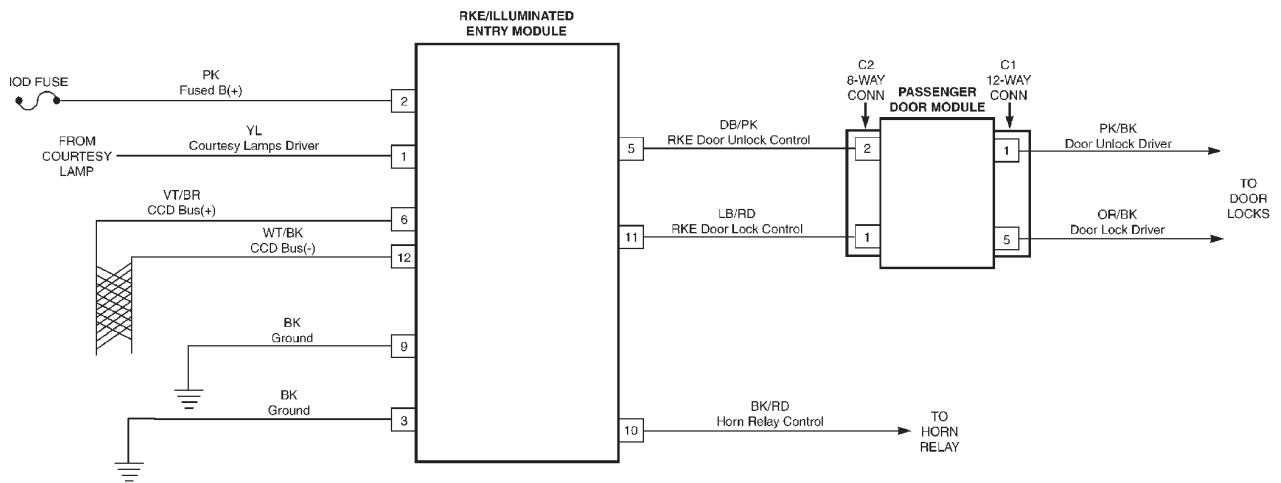 RKE/ILLUMINATED
ENTRY MODULE
IOD FUSE
PK
Fused B(+)
2
FROM
COURTESY
LAMP
YL
Courtesy Lamps Driver
1
VT/BR
CCD Bus(+)
6
WT/BK
CCD Bus(-)
12
BK
Ground
9
BK
Ground
3
5
DB/PK
RKE Door Unlock Control
11
LB/RD
RKE Door Lock Control
10
BK/RD
Horn Relay Control
TO
HORN
RELAY
C2
8-WAY
CONN
PASSENGER
DOOR MODULE
C1
12-WAY
CONN
2
1
1
PK/BK
Door Unlock Driver
5
OR/BK
Door Lock Driver
TO
DOOR
LOCKS